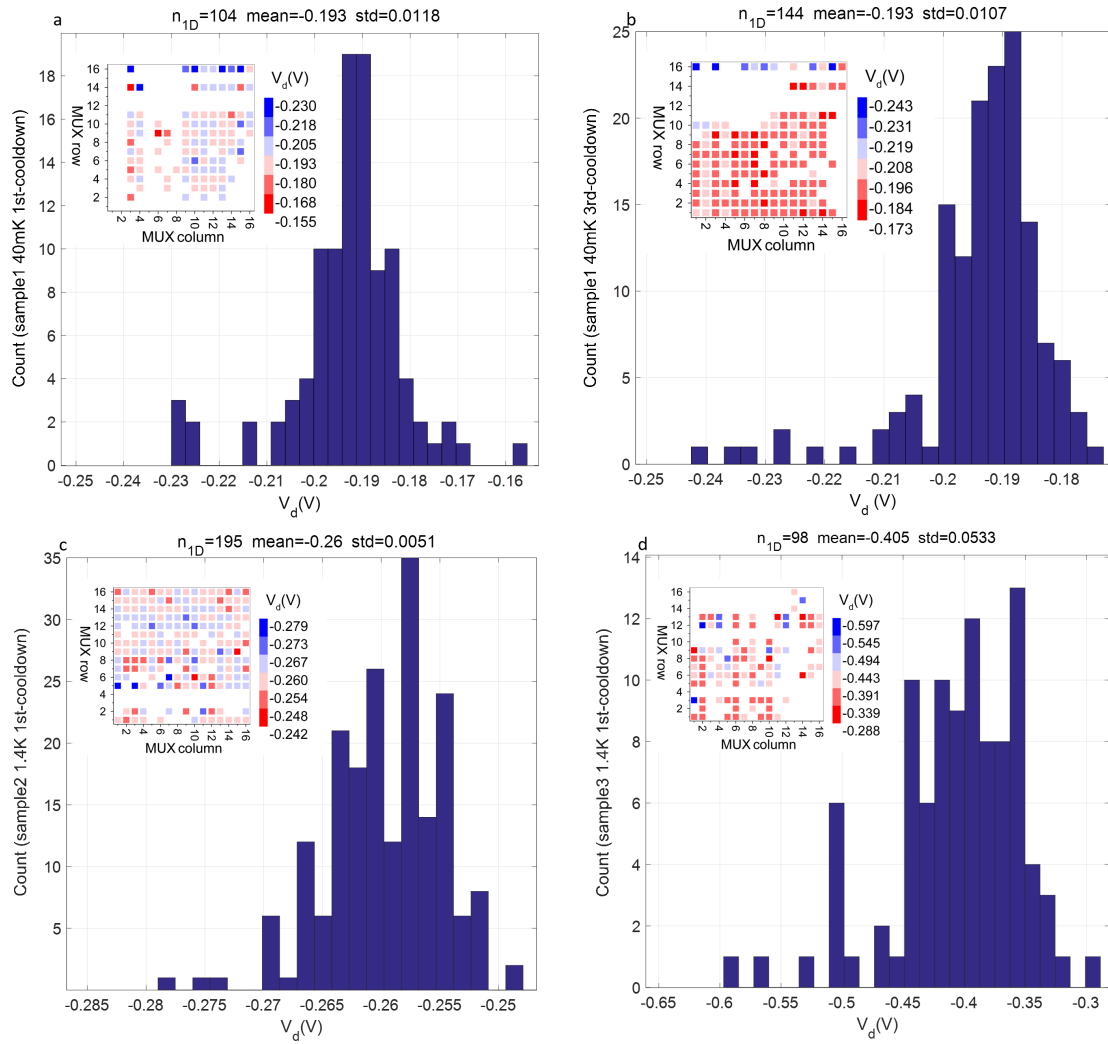 a
n1D=104 mean=-0.193 std=0.0118
Count (sample1 40mK 1st-cooldown)
18
16
14
12
10
8
6
4
2
0
-0.25 -0.24 -0.23 -0.22 -0.21 -0.2 -0.19 -0.18 -0.17 -0.16
Vd(V)
MUX row
16
14
12
10
8
6
4
2
2 4 6 8 10 12 14 16
MUX column
Vd(V)
-0.230
-0.218
-0.205
-0.193
-0.180
-0.168
-0.155
b
n1D=144 mean=-0.193 std=0.0107
Count (sample1 40mK 3rd-cooldown)
25
20
15
10
5
0
-0.25 -0.24 -0.23 -0.22 -0.21 -0.2 -0.19 -0.18
Vd (V)
MUX row
16
14
12
10
8
6
4
2
2 4 6 8 10 12 14 16
MUX column
Vd(V)
-0.243
-0.231
-0.219
-0.208
-0.196
-0.184
-0.173
c
n1D=195 mean=-0.26 std=0.0051
Count (sample2 1.4K 1st-cooldown)
35
30
25
20
15
10
5
-0.285 -0.28 -0.275 -0.27 -0.265 -0.26 -0.255 -0.25
Vd(V)
MUX row
16
14
12
10
8
6
4
2
2 4 6 8 10 12 14 16
MUX column
Vd(V)
-0.279
-0.273
-0.267
-0.260
-0.254
-0.248
-0.242
d
n1D=98 mean=-0.405 std=0.0533
Count (sample3 1.4K 1st-cooldown)
14
12
10
8
6
4
2
0
-0.65 -0.6 -0.55 -0.5 -0.45 -0.4 -0.35 -0.3
Vd(V)
MUX row
16
14
12
10
8
6
4
2
2 4 6 8 10 12 14 16
MUX column
Vd(V)
-0.597
-0.545
-0.494
-0.443
-0.391
-0.339
-0.288